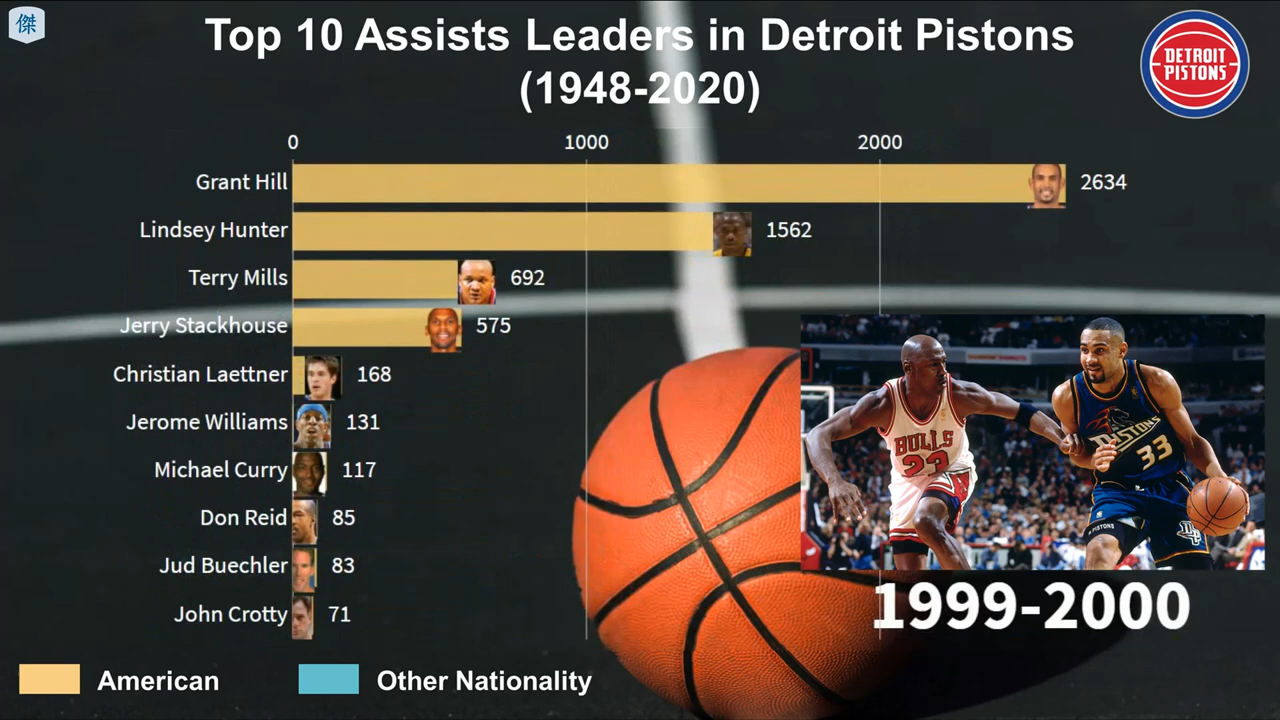 傑
Top 10 Assists Leaders in Detroit Pistons
(1948-2020)
DETROIT
PISTONS
0 1000 2000
Grant Hill 2634
Lindsey Hunter 1562
Terry Mills 692
Jerry Stackhouse 575
Christian Laettner 168
Jerome Williams 131
Michael Curry 117
Don Reid 85
Jud Buechler 83
John Crotty 71
BULLS
23
PISTONS
33
PISTONS
1999-2000
American Other Nationality